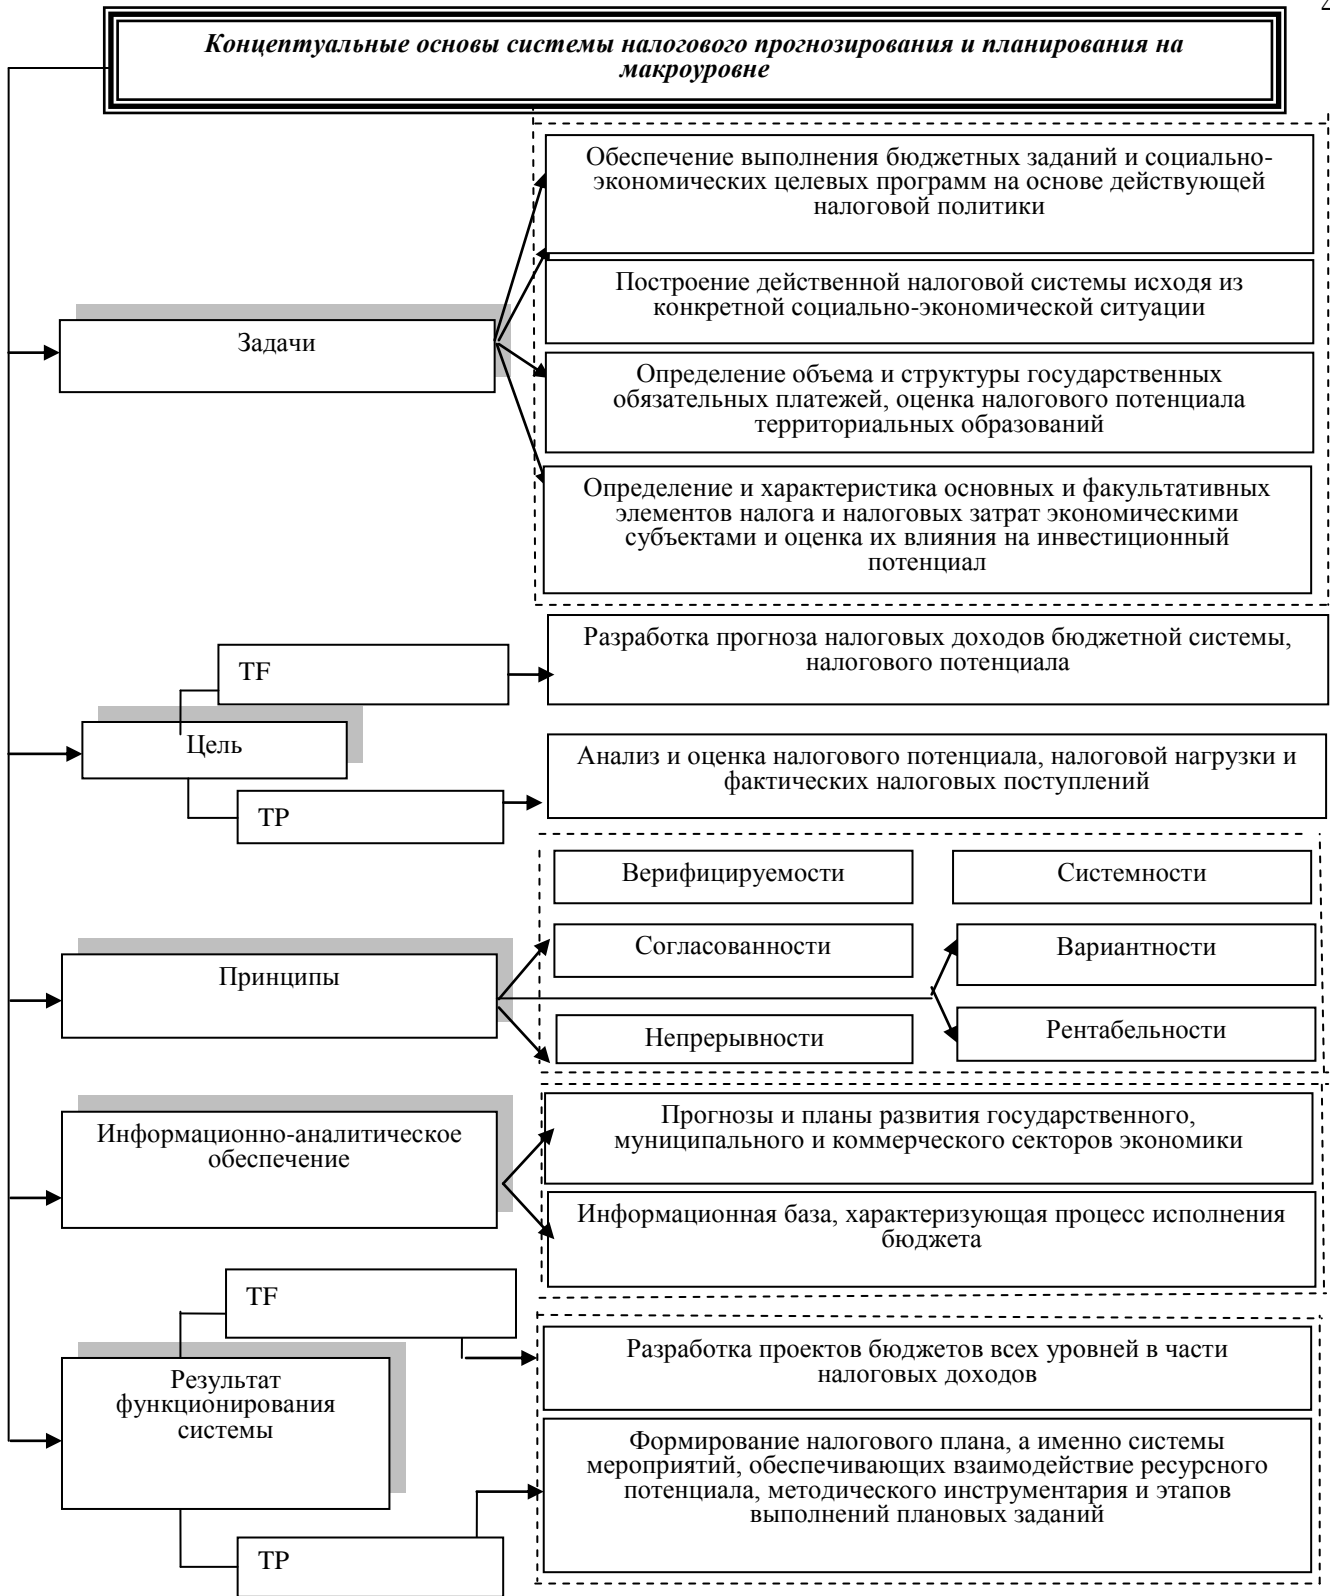 Концептуальные основы системы налогового прогнозирования и планирования на
макроуровне
Обеспечение выполнения бюджетных заданий и социально-
экономических целевых программ на основе действующей
налоговой политики
Построение действенной налоговой системы исходя из
конкретной социально-экономической ситуации
Задачи
Определение объема и структуры государственных
обязательных платежей, оценка налогового потенциала
территориальных образований
Определение и характеристика основных и факультативных
элементов налога и налоговых затрат экономическими
субъектами и оценка их влияния на инвестиционный
потенциал
TF
Разработка прогноза налоговых доходов бюджетной системы,
налогового потенциала
Цель
Анализ и оценка налогового потенциала, налоговой нагрузки и
фактических налоговых поступлений
TP
Верифицируемости
Системности
Согласованности
Вариантности
Принципы
Непрерывности
Рентабельности
Информационно-аналитическое
обеспечение
Прогнозы и планы развития государственного,
муниципального и коммерческого секторов экономики
Информационная база, характеризующая процесс исполнения
бюджета
TF
Разработка проектов бюджетов всех уровней в части
налоговых доходов
Результат
функционирования
системы
Формирование налогового плана, а именно системы
мероприятий, обеспечивающих взаимодействие ресурсного
потенциала, методического инструментария и этапов
выполнений плановых заданий
TP